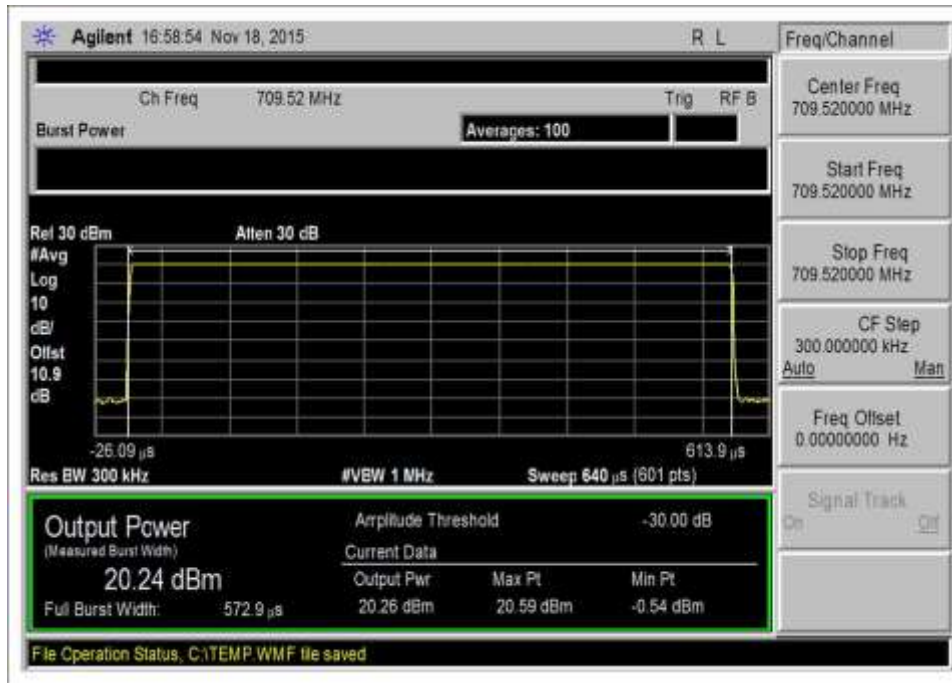 Agilent 16:58:54 Nov 18, 2015 R L
Freq/Channel
Ch Freq 709.52 MHz Trig RF B
Burst Power Averages: 100
Center Freq
709.520000 MHz
Start Freq
709.520000 MHz
Stop Freq
709.520000 MHz
CF Step
300.000000 kHz
Auto Man
Freq Offset
0.00000000 Hz
Signal Track
On Off
Ref 30 dBm Atten 30 dB
#Avg
Log
10
dB/
Offst
10.9
dB
-26.09 µs 613.9 µs
Res BW 300 kHz #VBW 1 MHz Sweep 640 µs (601 pts)
Output Power
(Measured Burst Width)
20.24 dBm
Full Burst Width: 572.9 µs
Amplitude Threshold -30.00 dB
Current Data
Output Pwr Max Pt Min Pt
20.26 dBm 20.59 dBm -0.54 dBm
File Operation Status, C:\TEMP.WMF file saved